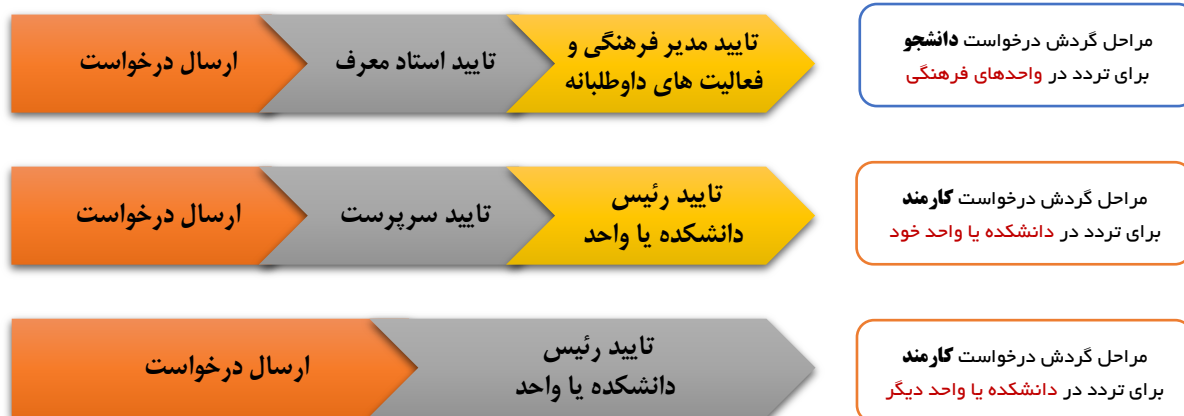 مراحل گردش درخواست دانشجو
برای تردد در واحدهای فرهنگی
ارسال درخواست
تایید استاد معرف
تایید مدیر فرهنگی و
فعالیت های داوطلبانه
مراحل گردش درخواست کارمند
برای تردد در دانشکده یا واحد خود
ارسال درخواست
تایید سرپرست
تایید رئیس
دانشکده یا واحد
مراحل گردش درخواست کارمند
برای تردد در دانشکده یا واحد دیگر
ارسال درخواست
تایید رئیس
دانشکده یا واحد